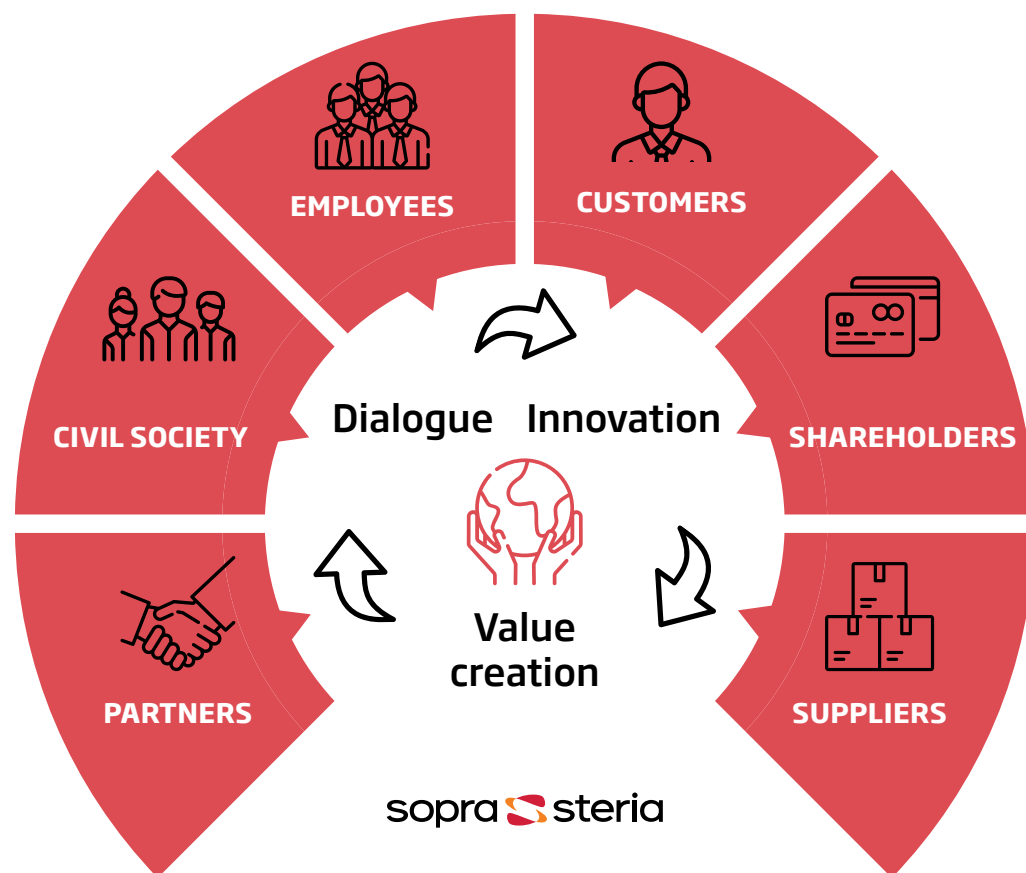 EMPLOYEES
CUSTOMERS
CIVIL SOCIETY
SHAREHOLDERS
Dialogue
Innovation
Value
creation
PARTNERS
SUPPLIERS
sopra steria